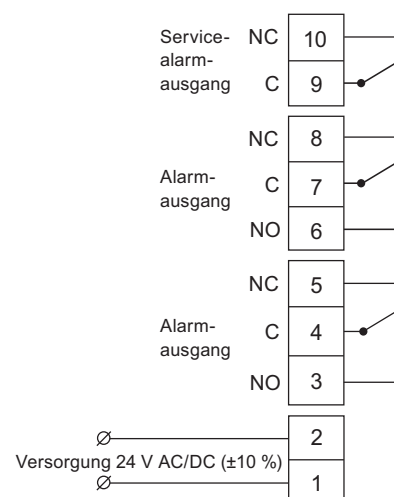 Service-
alarm-
ausgang
NC 10
C 9
Alarm-
ausgang
NC 8
C 7
NO 6
Alarm-
ausgang
NC 5
C 4
NO 3
2
Versorgung 24 V AC/DC (±10 %)
1